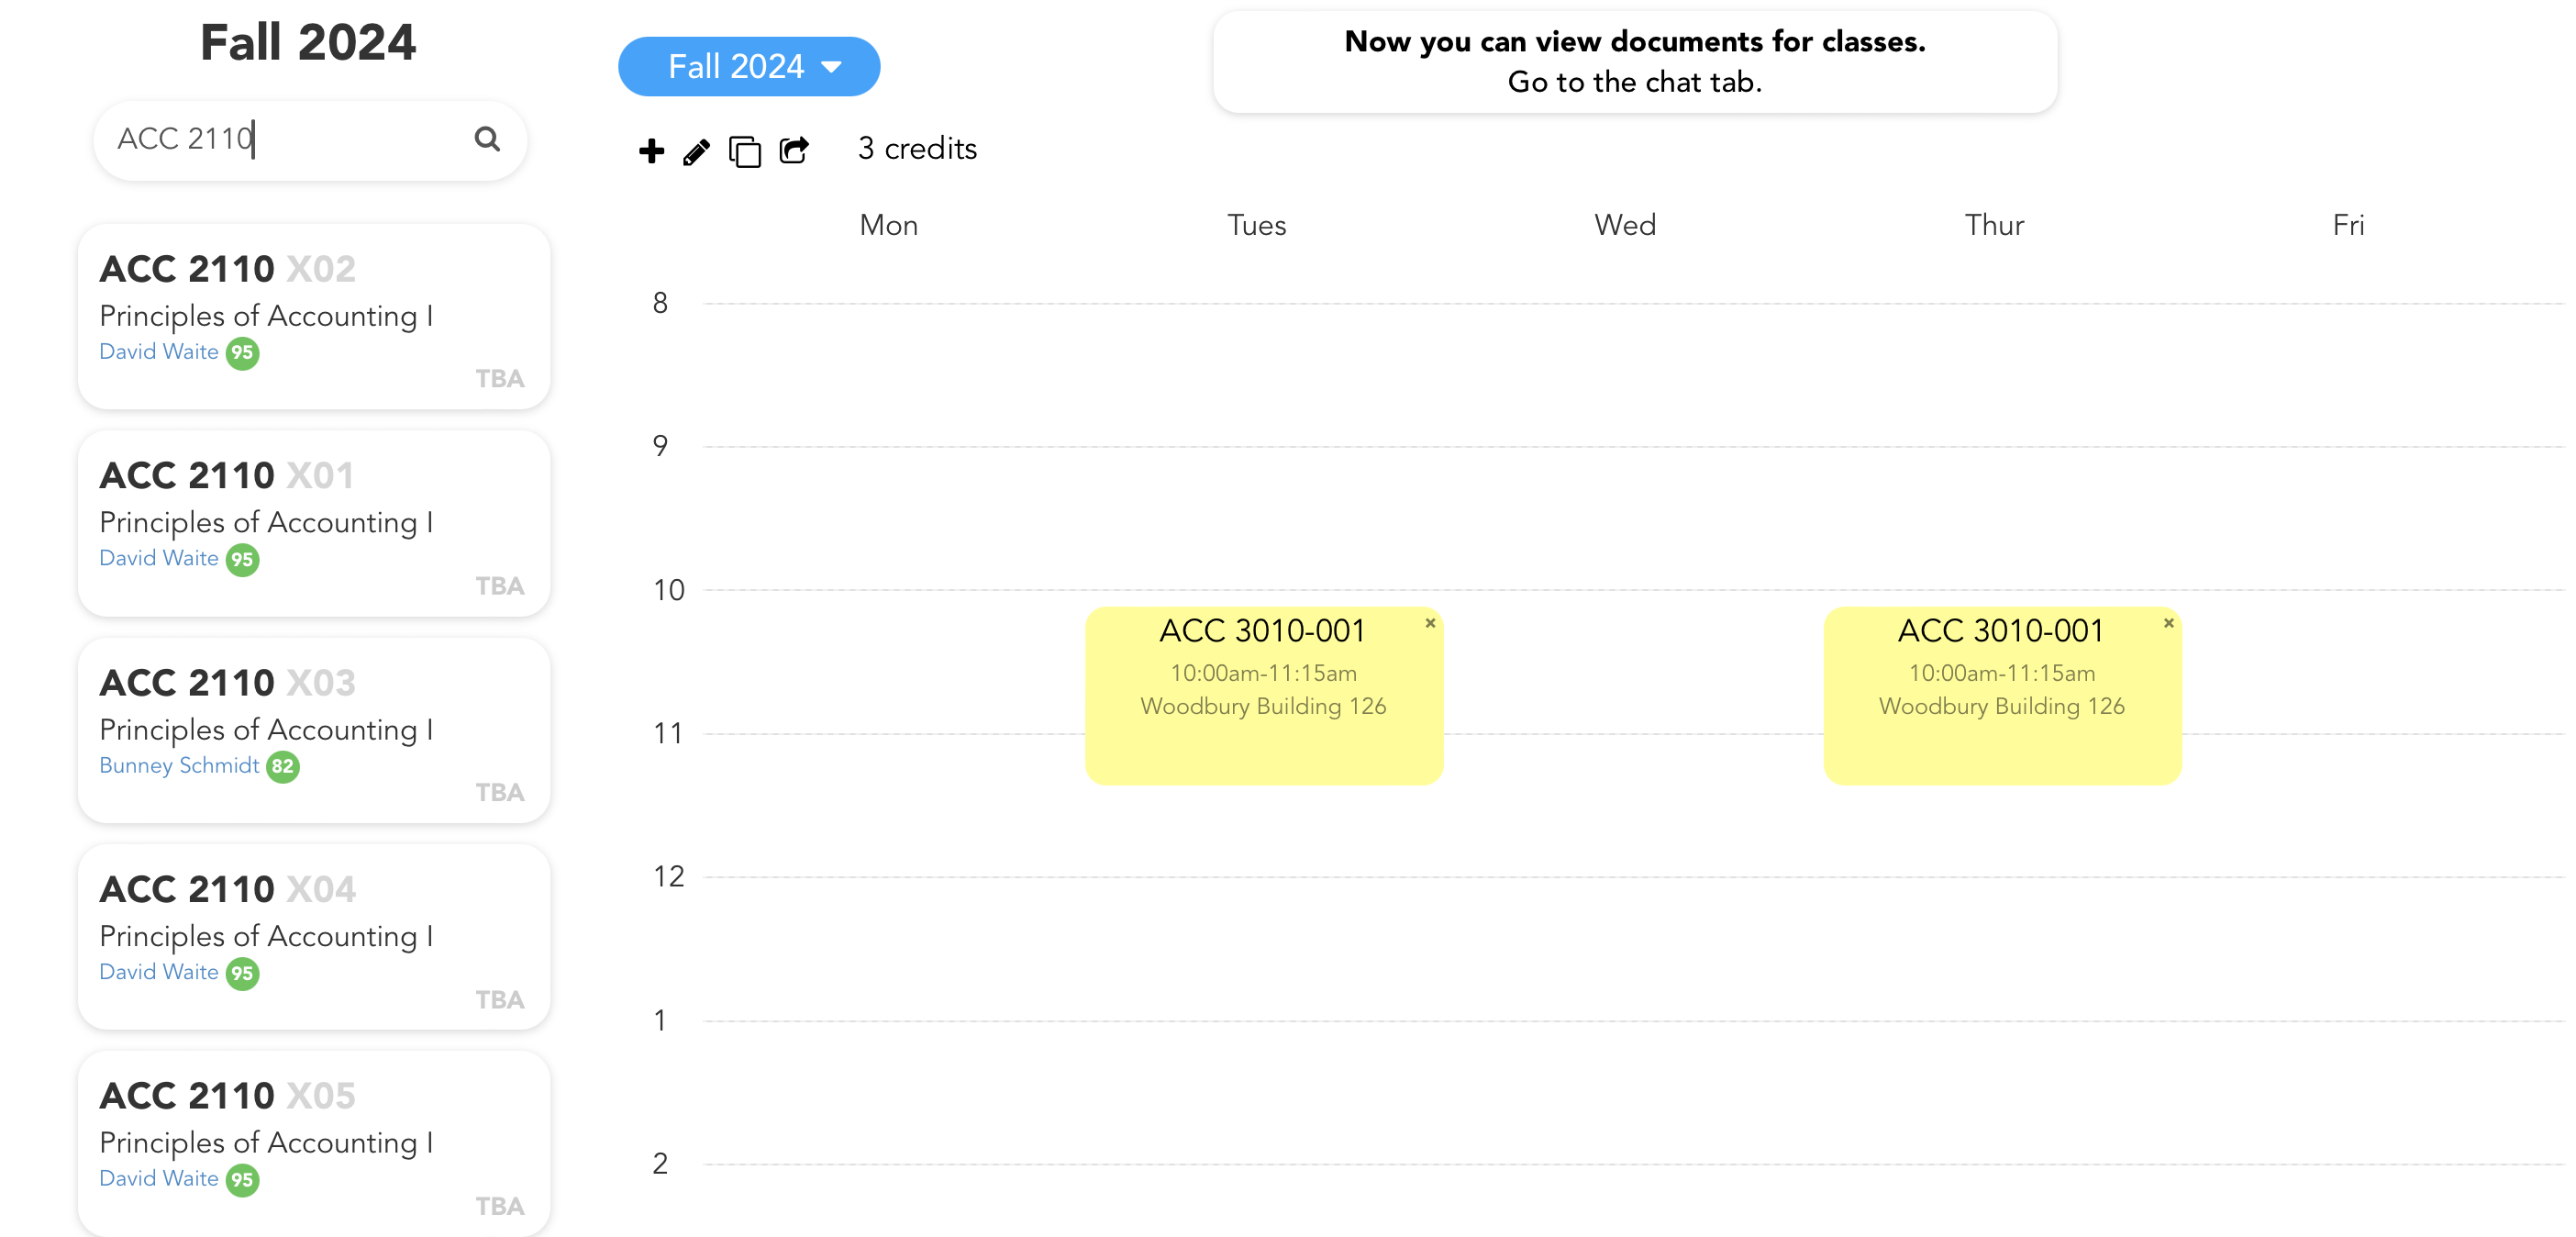 Fall 2024
ACC 2110
ACC 2110 X02
Principles of Accounting I
David Waite 95
TBA
ACC 2110 X01
Principles of Accounting I
David Waite 95
TBA
ACC 2110 X03
Principles of Accounting I
Bunney Schmidt 82
TBA
ACC 2110 X04
Principles of Accounting I
David Waite 95
TBA
ACC 2110 X05
Principles of Accounting I
David Waite 95
TBA
Fall 2024
Now you can view documents for classes.
Go to the chat tab.
3 credits
Mon Tues Wed Thur Fri
8
9
10
ACC 3010-001
10:00am-11:15am
Woodbury Building 126
ACC 3010-001
10:00am-11:15am
Woodbury Building 126
11
12
1
2